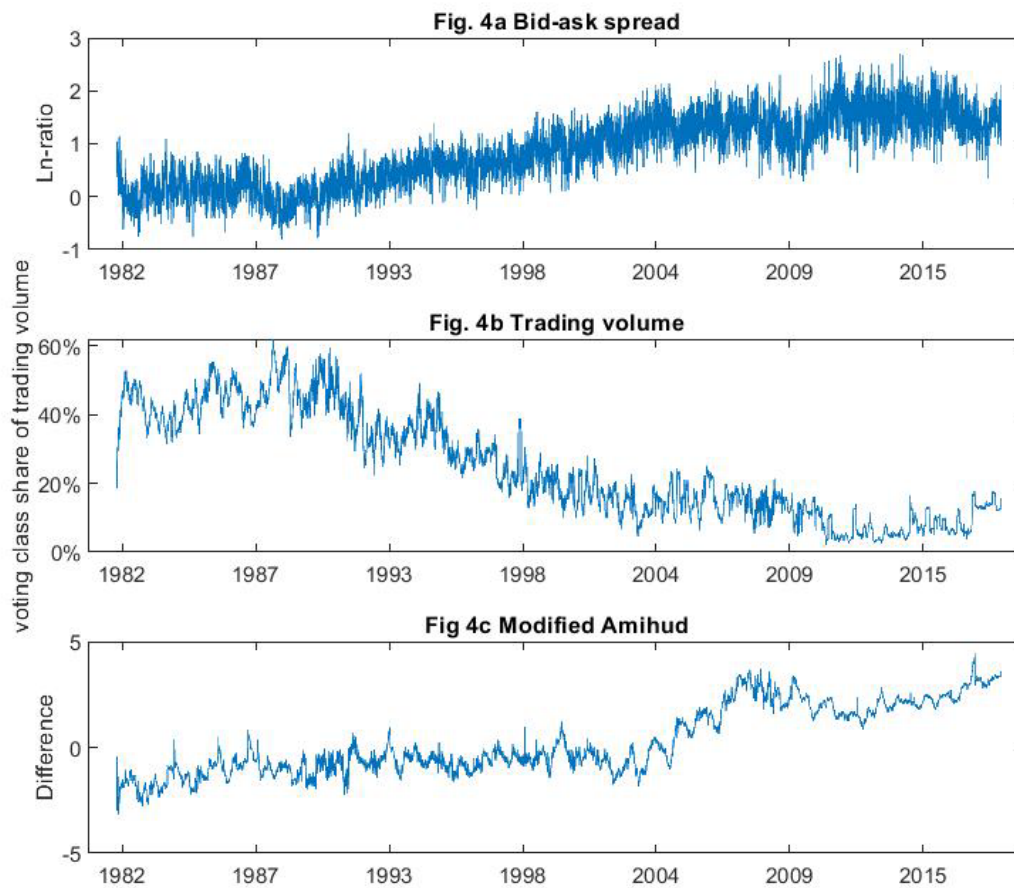 Fig. 4a Bid-ask spread
3
2
1
0
-1
Ln-ratio
1982 1987 1993 1998 2004 2009 2015
Fig. 4b Trading volume
60%
40%
20%
0%
voting class share of trading volume
1982 1987 1993 1998 2004 2009 2015
Fig 4c Modified Amihud
5
0
-5
Difference
1982 1987 1993 1998 2004 2009 2015